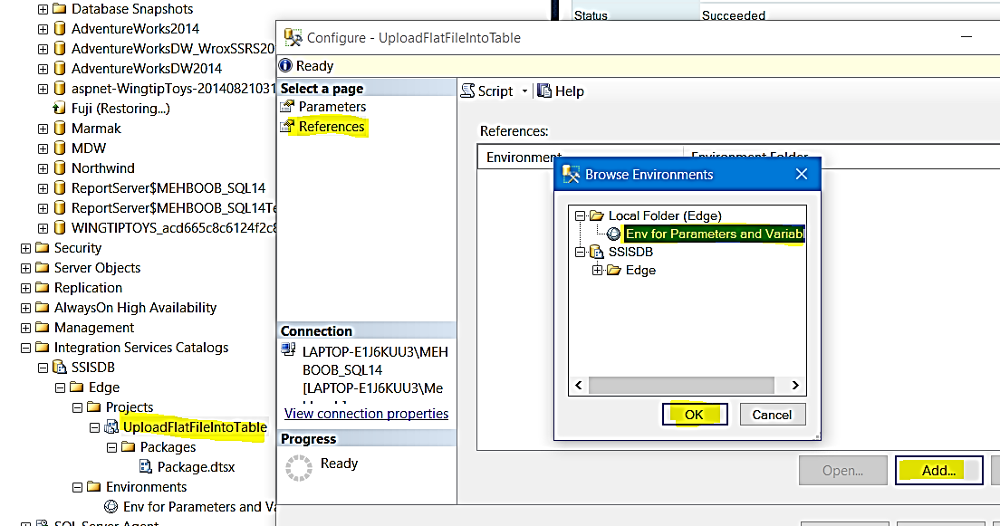 Database Snapshots
AdventureWorks2014
AdventureWorksDW_WroxSSRS20
AdventureWorksDW2014
aspnet-WingtipToys-20140821031
Fuji (Restoring...)
Marmak
MDW
Northwind
ReportServer$MEHBOOB_SQL14
ReportServer$MEHBOOB_SQL14Te
WINGTIPTOYS_acd665c8c6124f2c8
Security
Server Objects
Replication
AlwaysOn High Availability
Management
Integration Services Catalogs
SSISDB
Edge
Projects
UploadFlatFileIntoTable
Packages
Package.dtsx
Environments
Env for Parameters and Va
SQL Server Agent
Status
Succeeded
Configure - UploadFlatFileIntoTable
Ready
Select a page
Parameters
References
Connection
LAPTOP-E1J6KUU3\MEH
BOOB_SQL14
[LAPTOP-E1J6KUU3\Me
View connection properties
Progress
Ready
Script
Help
References:
Environment
Environment Folder
Browse Environments
Local Folder (Edge)
Env for Parameters and Variabl
SSISDB
Edge
OK
Cancel
Open...
Add...